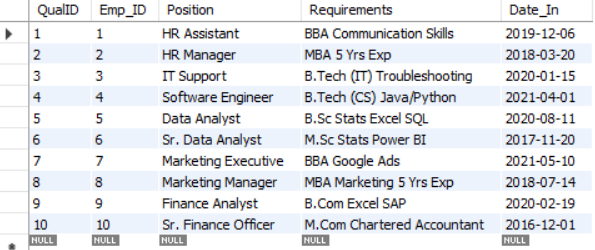 QualID Emp_ID Position Requirements Date_In
1 1 HR Assistant BBA Communication Skills 2019-12-06
2 2 HR Manager MBA 5 Yrs Exp 2018-03-20
3 3 IT Support B.Tech (IT) Troubleshooting 2020-01-15
4 4 Software Engineer B.Tech (CS) Java/Python 2021-04-01
5 5 Data Analyst B.Sc Stats Excel SQL 2020-08-11
6 6 Sr. Data Analyst M.Sc Stats Power BI 2017-11-20
7 7 Marketing Executive BBA Google Ads 2021-05-10
8 8 Marketing Manager MBA Marketing 5 Yrs Exp 2018-07-14
9 9 Finance Analyst B.Com Excel SAP 2020-02-19
10 10 Sr. Finance Officer M.Com Chartered Accountant 2016-12-01
NULL NULL NULL NULL NULL